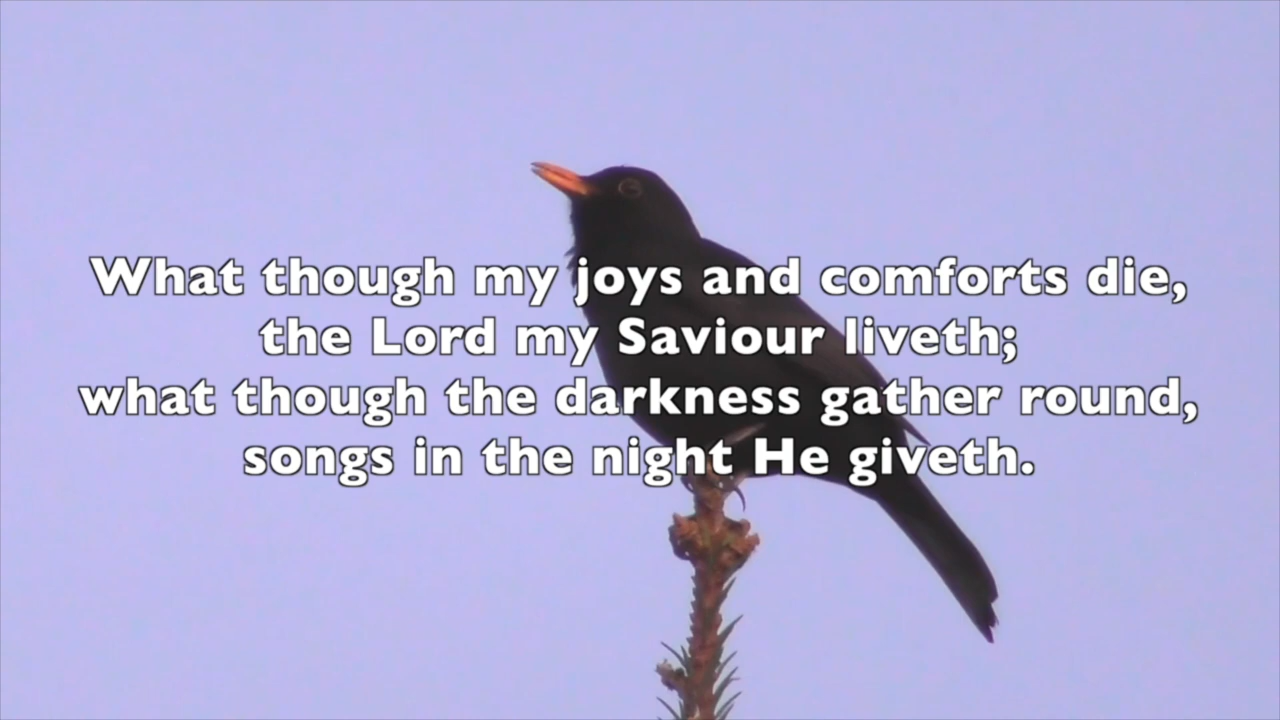 What though my joys and comforts die,
the Lord my Saviour liveth;
what though the darkness gather round,
songs in the night He giveth.